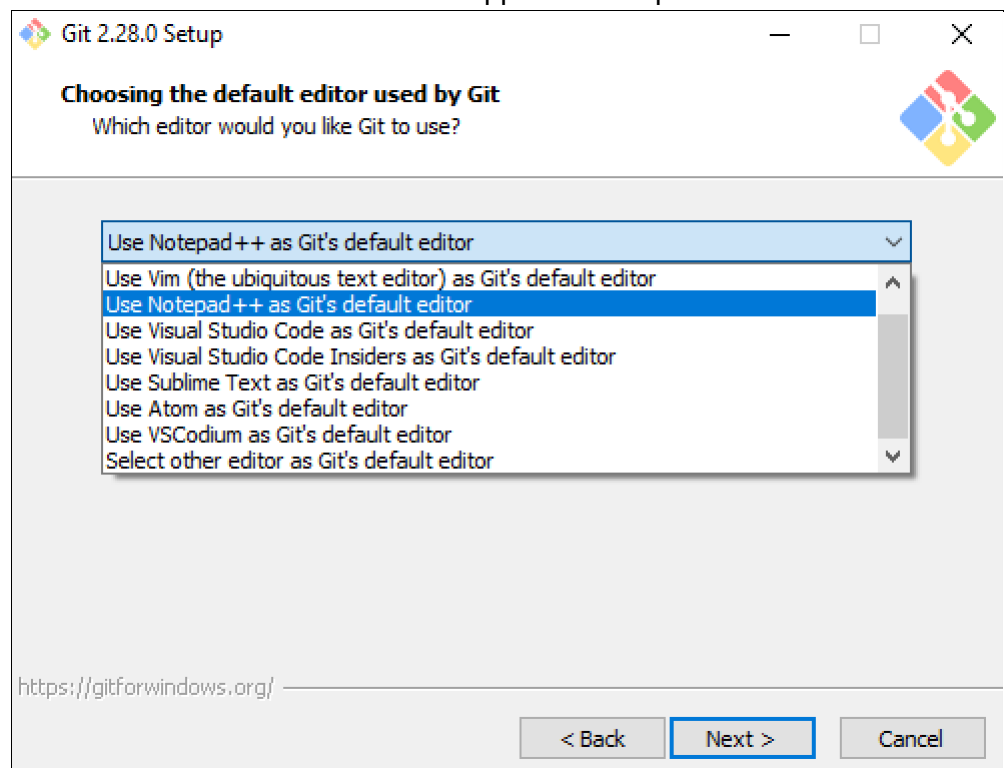 Git 2.28.0 Setup
Choosing the default editor used by Git
Which editor would you like Git to use?
Use Notepad++ as Git's default editor
Use Vim (the ubiquitous text editor) as Git's default editor
Use Notepad++ as Git's default editor
Use Visual Studio Code as Git's default editor
Use Visual Studio Code Insiders as Git's default editor
Use Sublime Text as Git's default editor
Use Atom as Git's default editor
Use VSCodium as Git's default editor
Select other editor as Git's default editor
https://gitforwindows.org/
< Back Next > Cancel